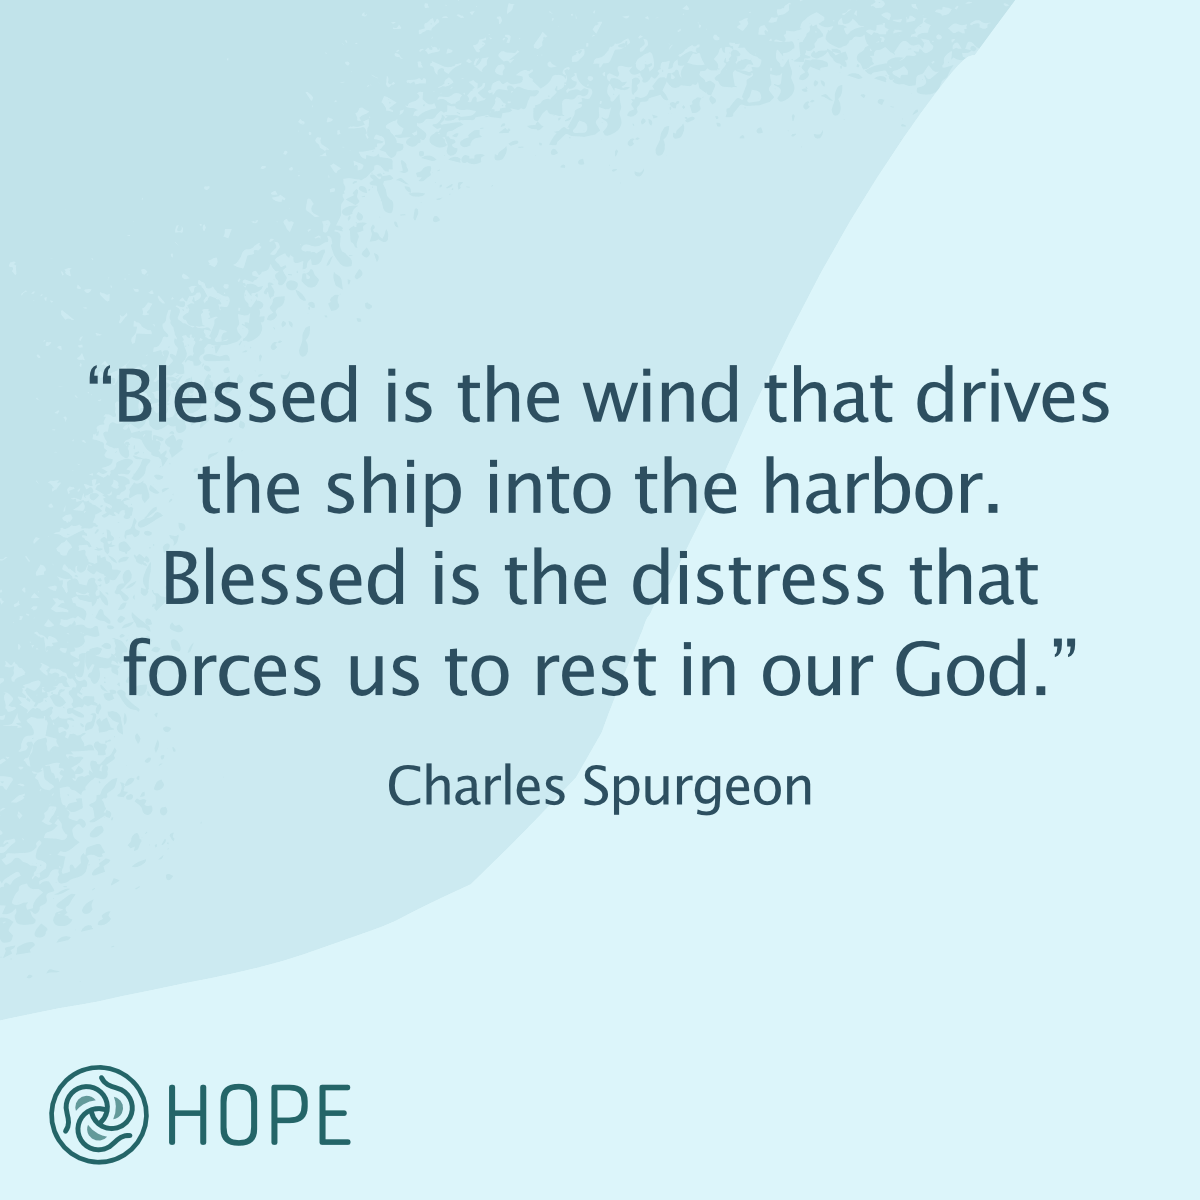 “Blessed is the wind that drives
the ship into the harbor.
Blessed is the distress that
forces us to rest in our God.”
Charles Spurgeon
HOPE